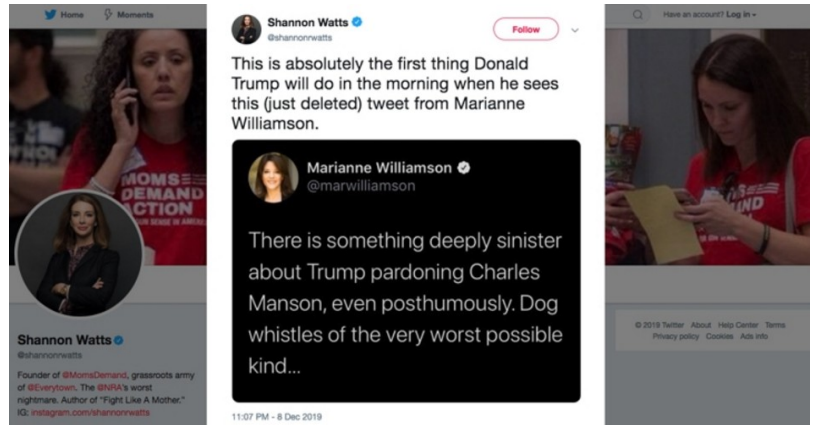 Home Moments
Have an account? Log in
Shannon Watts
@shannonrwatts
Follow
This is absolutely the first thing Donald
Trump will do in the morning when he sees
this (just deleted) tweet from Marianne
Williamson.
Marianne Williamson
@marwilliamson
There is something deeply sinister
about Trump pardoning Charles
Manson, even posthumously. Dog
whistles of the very worst possible
kind...
11:07 PM - 8 Dec 2019
MOMS
DEMAND
ACTION
Shannon Watts
@shannonrwatts
Founder of @MomsDemand, grassroots army
of @Everytown. The @NRA's worst
nightmare. Author of "Fight Like A Mother."
IG: instagram.com/shannonrwatts
© 2019 Twitter About Help Center Terms
Privacy policy Cookies Ads info